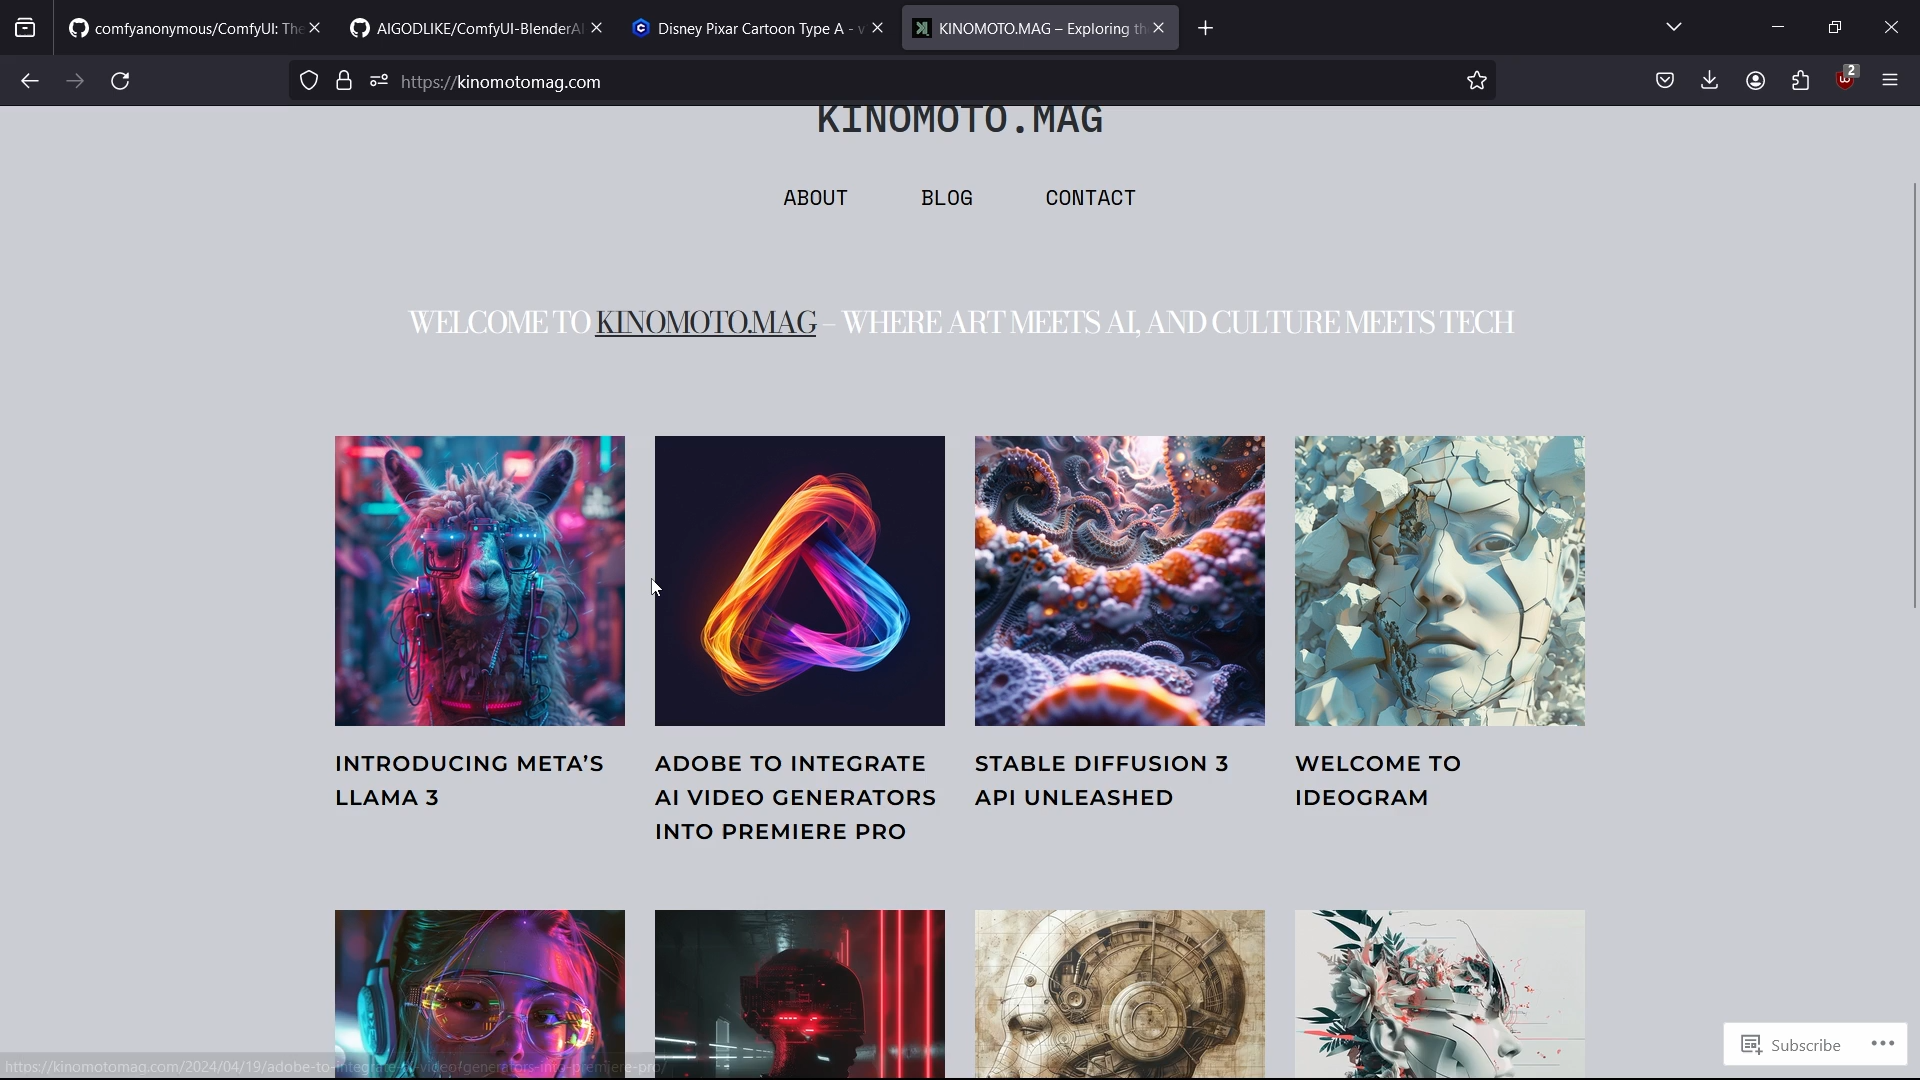 comfyanonymous/ComfyUI: The
AIGODLIKE/ComfyUI-BlenderAI
Disney Pixar Cartoon Type A - v
KINOMOTO.MAG – Exploring th
https://kinomotomag.com
2
KINOMOTO.MAG
ABOUT
BLOG
CONTACT
WELCOME TO KINOMOTO.MAG – WHERE ART MEETS AI, AND CULTURE MEETS TECH
INTRODUCING META’S
LLAMA 3
ADOBE TO INTEGRATE
AI VIDEO GENERATORS
INTO PREMIERE PRO
STABLE DIFFUSION 3
API UNLEASHED
WELCOME TO
IDEOGRAM
Subscribe
https://kinomotomag.com/2024/04/19/adobe-to-integrate-ai-video-generators-into-premiere-pro/